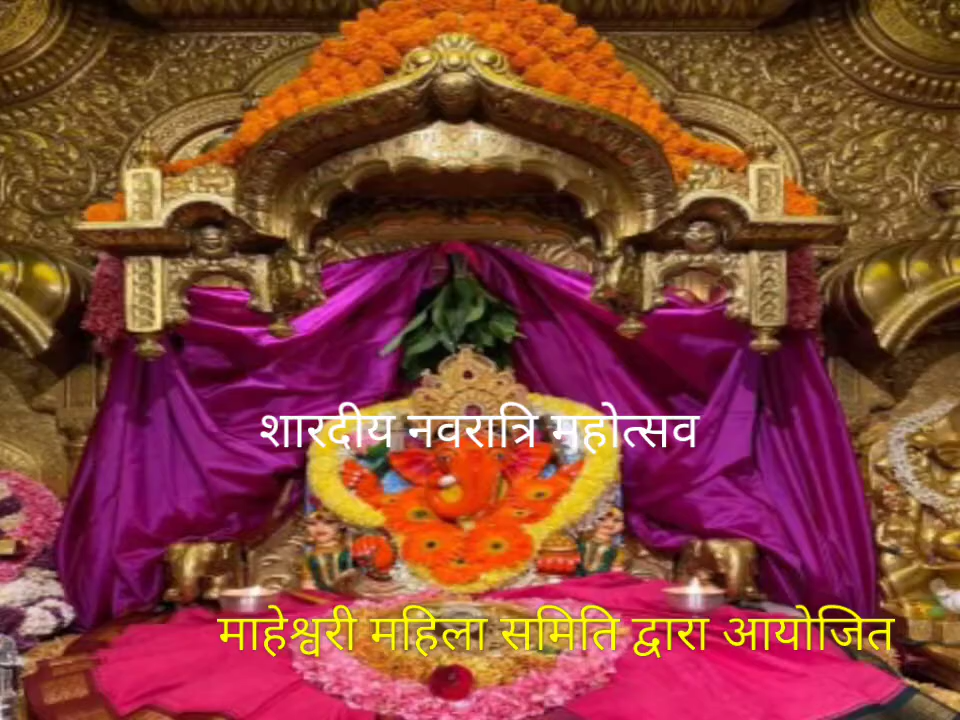 शारदीय नवरात्रि महोत्सव
माहेश्वरी महिला समिति द्वारा आयोजित